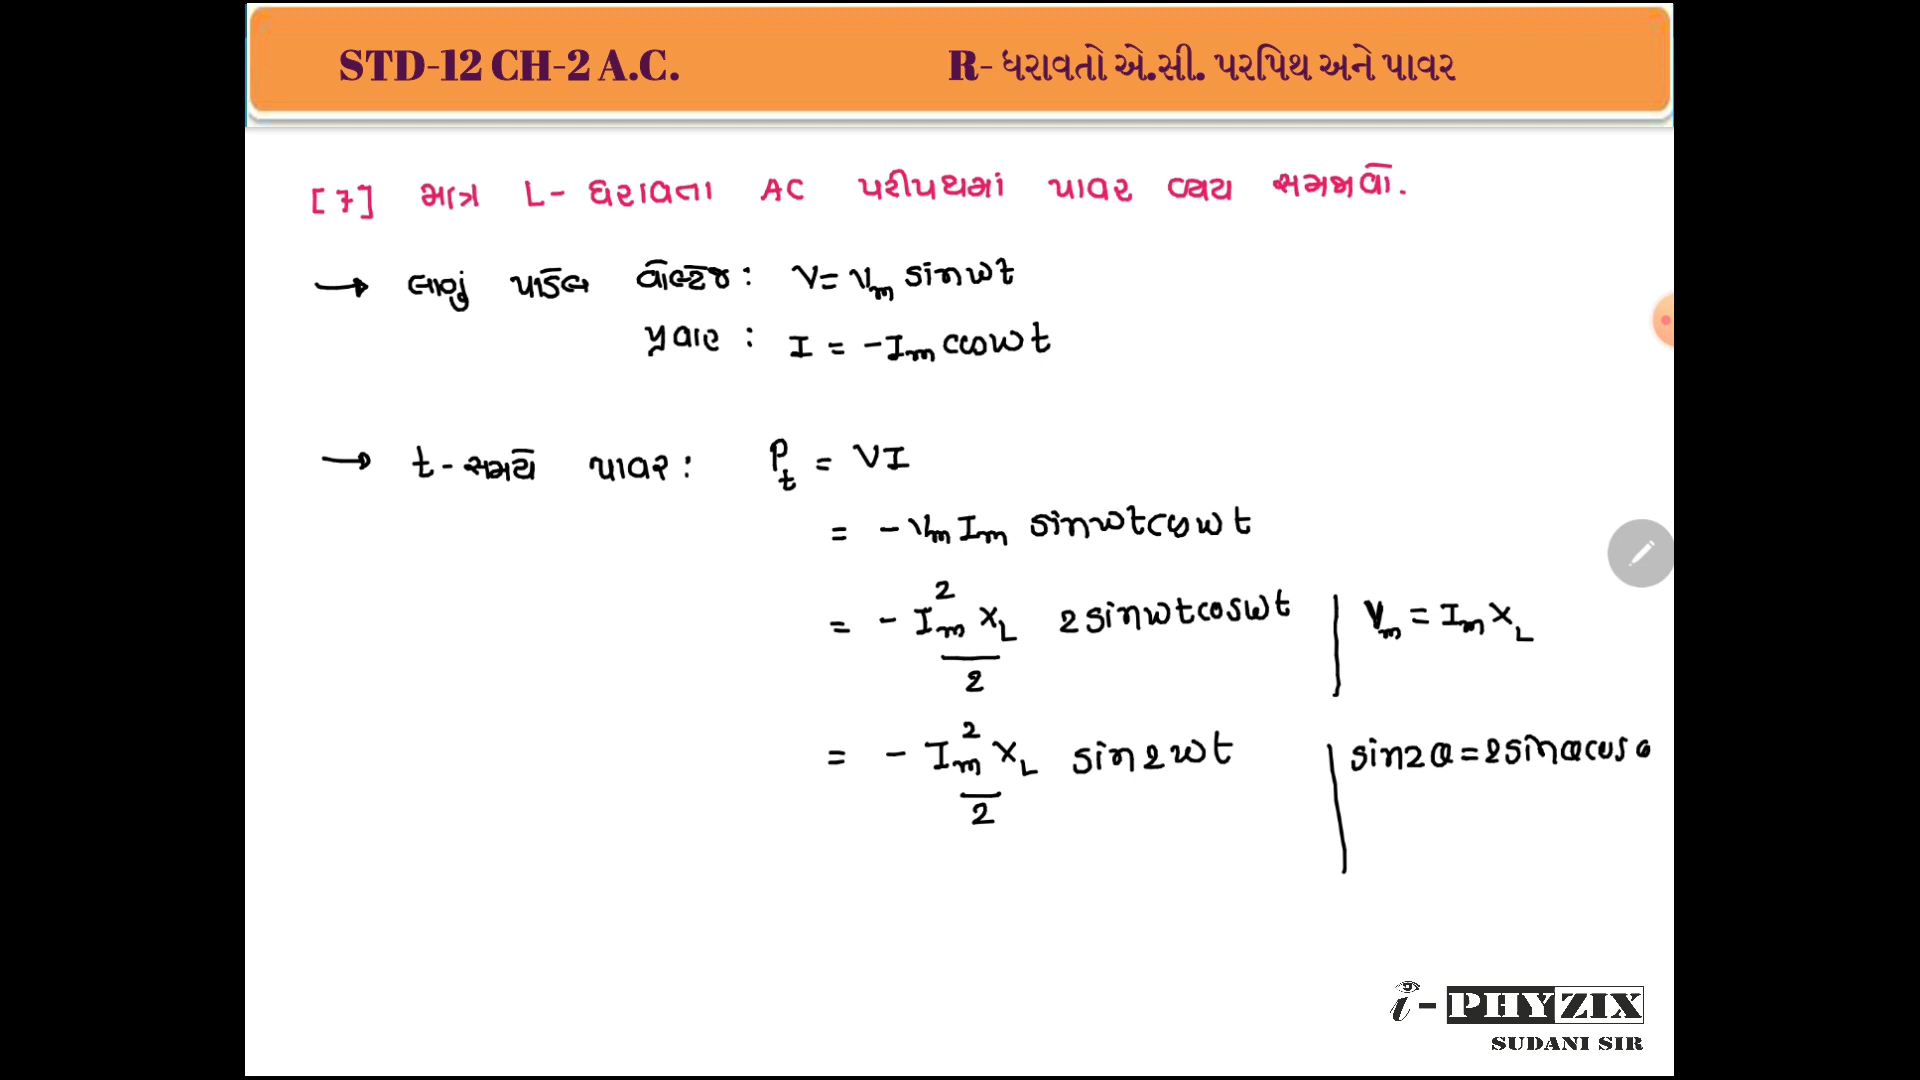 STD-12 CH-2 A.C. R- ધરાવતો એ.સી. પરપિથ અને પાવર
[7] માત્ર L- ધરાવતા AC પરીપથમાં પાવર વ્યય સમજાવો.
→ લાગું પાડેલ વોલ્ટેજ : V = Vm sinωt
પ્રવાહ : I = -Im cosωt
→ t-સમયે પાવર : Pt = VI
= - Vm Im sinωt cosωt
= - Im² XL / 2 2 sinωt cosωt | Vm = Im XL
= - Im² XL / 2 sin2ωt | sin2θ = 2sinθcosθ
i-PHYZIX
SUDANI SIR